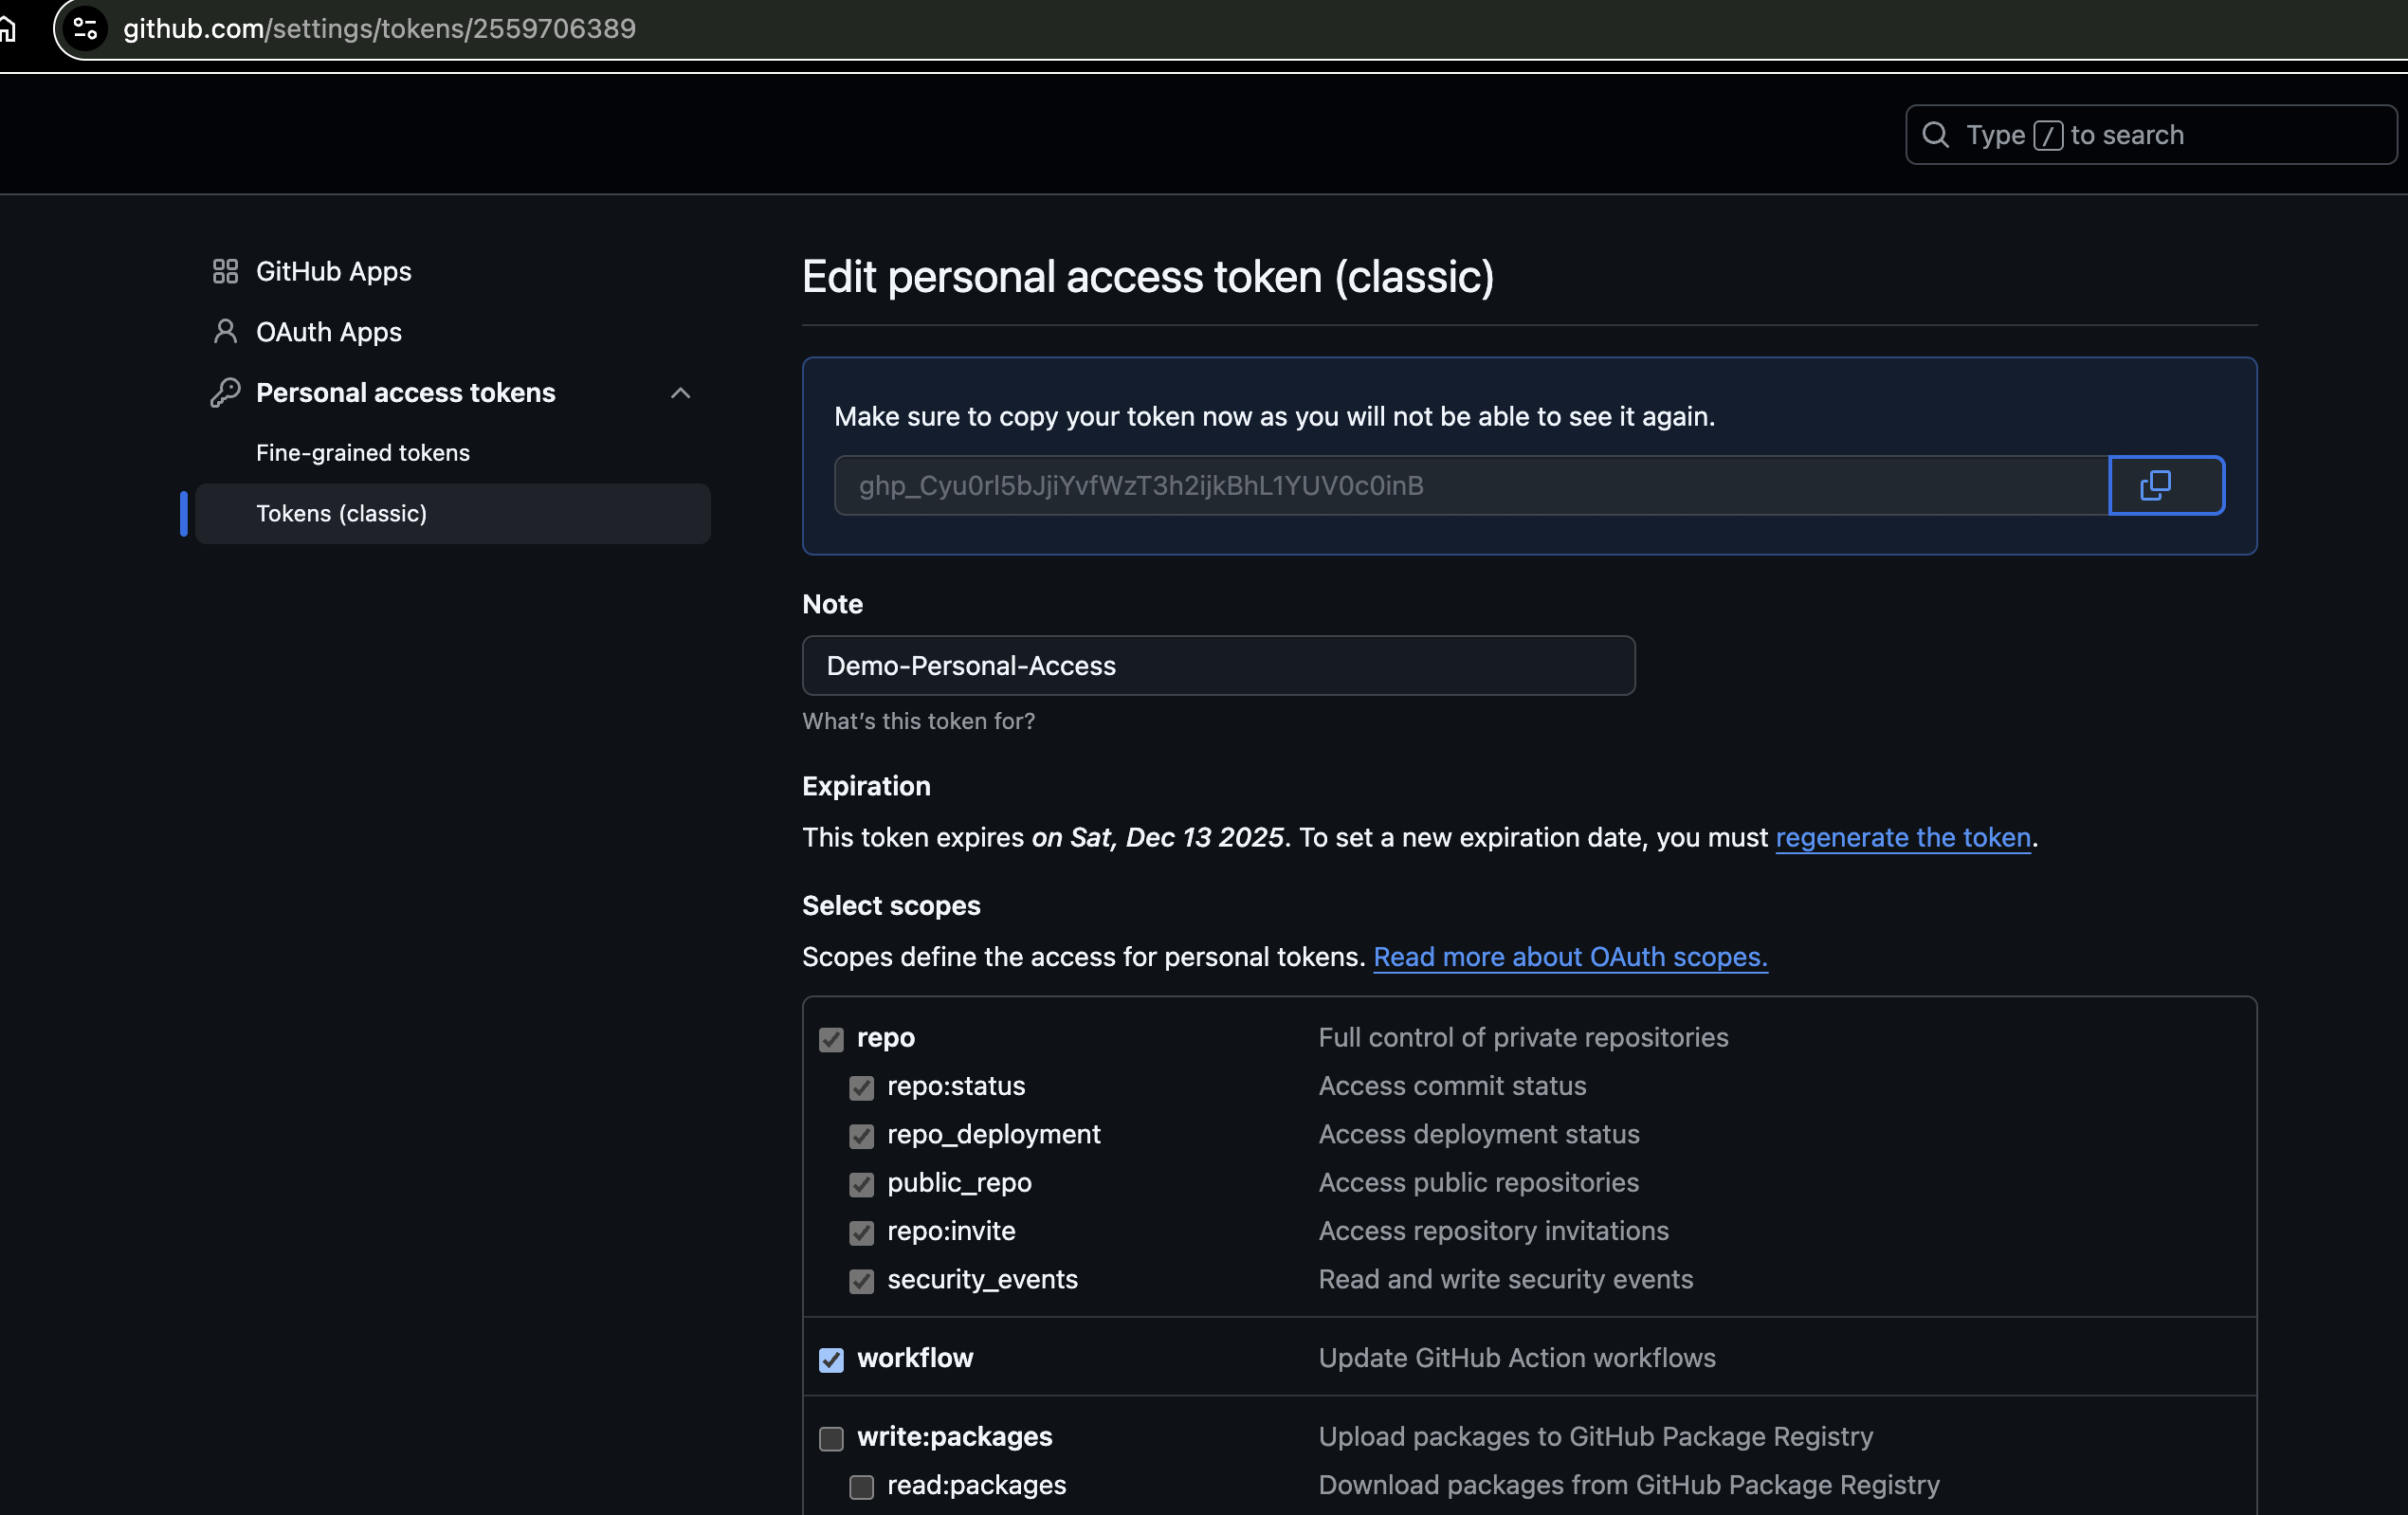 github.com/settings/tokens/2559706389
Type / to search
GitHub Apps
OAuth Apps
Personal access tokens
Fine-grained tokens
Tokens (classic)
Edit personal access token (classic)
Make sure to copy your token now as you will not be able to see it again.
Note
Demo-Personal-Access
What's this token for?
Expiration
This token expires on Sat, Dec 13 2025. To set a new expiration date, you must regenerate the token.
Select scopes
Scopes define the access for personal tokens. Read more about OAuth scopes.
repo Full control of private repositories
repo:status Access commit status
repo_deployment Access deployment status
public_repo Access public repositories
repo:invite Access repository invitations
security_events Read and write security events
workflow Update GitHub Action workflows
write:packages Upload packages to GitHub Package Registry
read:packages Download packages from GitHub Package Registry